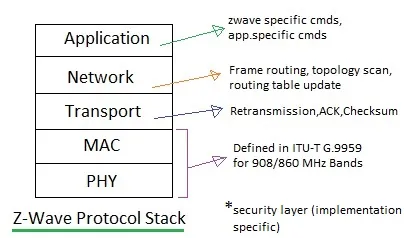 Application
zwave specific cmds,
app.specific cmds
Network
Frame routing, topology scan,
routing table update
Transport
Retransmission,ACK,Checksum
MAC
PHY
Defined in ITU-T G.9959
for 908/860 MHz Bands
Z-Wave Protocol Stack
*security layer (implementation
specific)